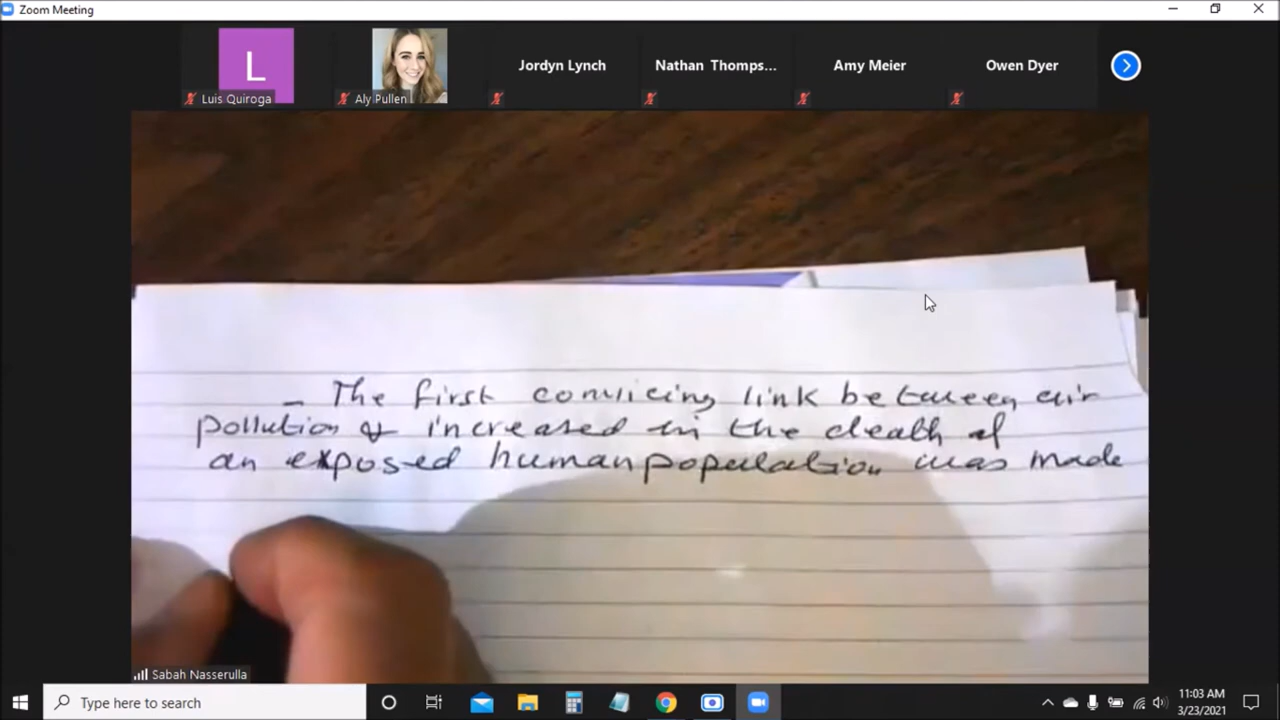 Zoom Meeting
L
Luis Quiroga
Aly Pullen
Jordyn Lynch
Nathan Thomps...
Amy Meier
Owen Dyer
_ The first convicing link between air
pollution & increased in the death of
an exposed human population was made
Sabah Nasserulla
Type here to search
11:03 AM
3/23/2021